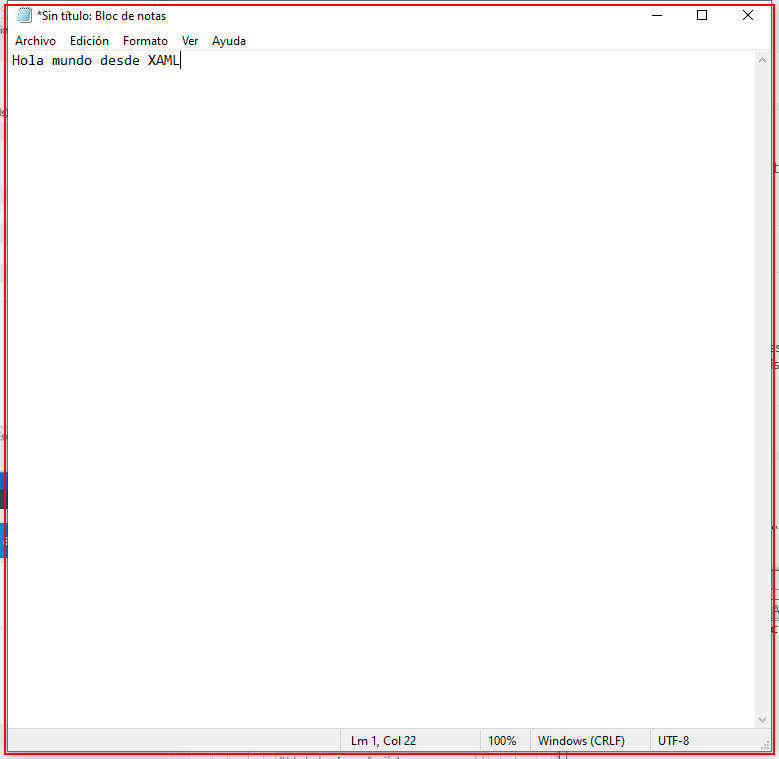 *Sin título: Bloc de notas
Archivo Edición Formato Ver Ayuda
Hola mundo desde XAML
Lm 1, Col 22 100% Windows (CRLF) UTF-8